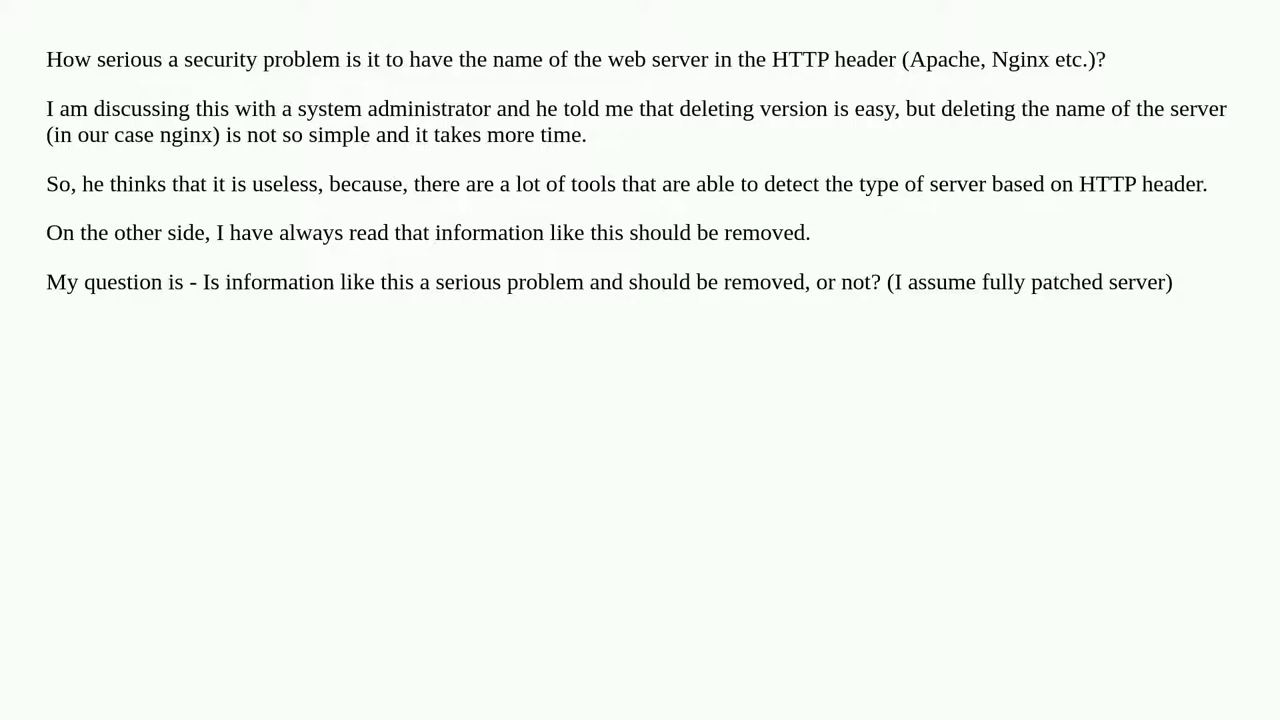 How serious a security problem is it to have the name of the web server in the HTTP header (Apache, Nginx etc.)?
I am discussing this with a system administrator and he told me that deleting version is easy, but deleting the name of the server
(in our case nginx) is not so simple and it takes more time.
So, he thinks that it is useless, because, there are a lot of tools that are able to detect the type of server based on HTTP header.
On the other side, I have always read that information like this should be removed.
My question is - Is information like this a serious problem and should be removed, or not? (I assume fully patched server)